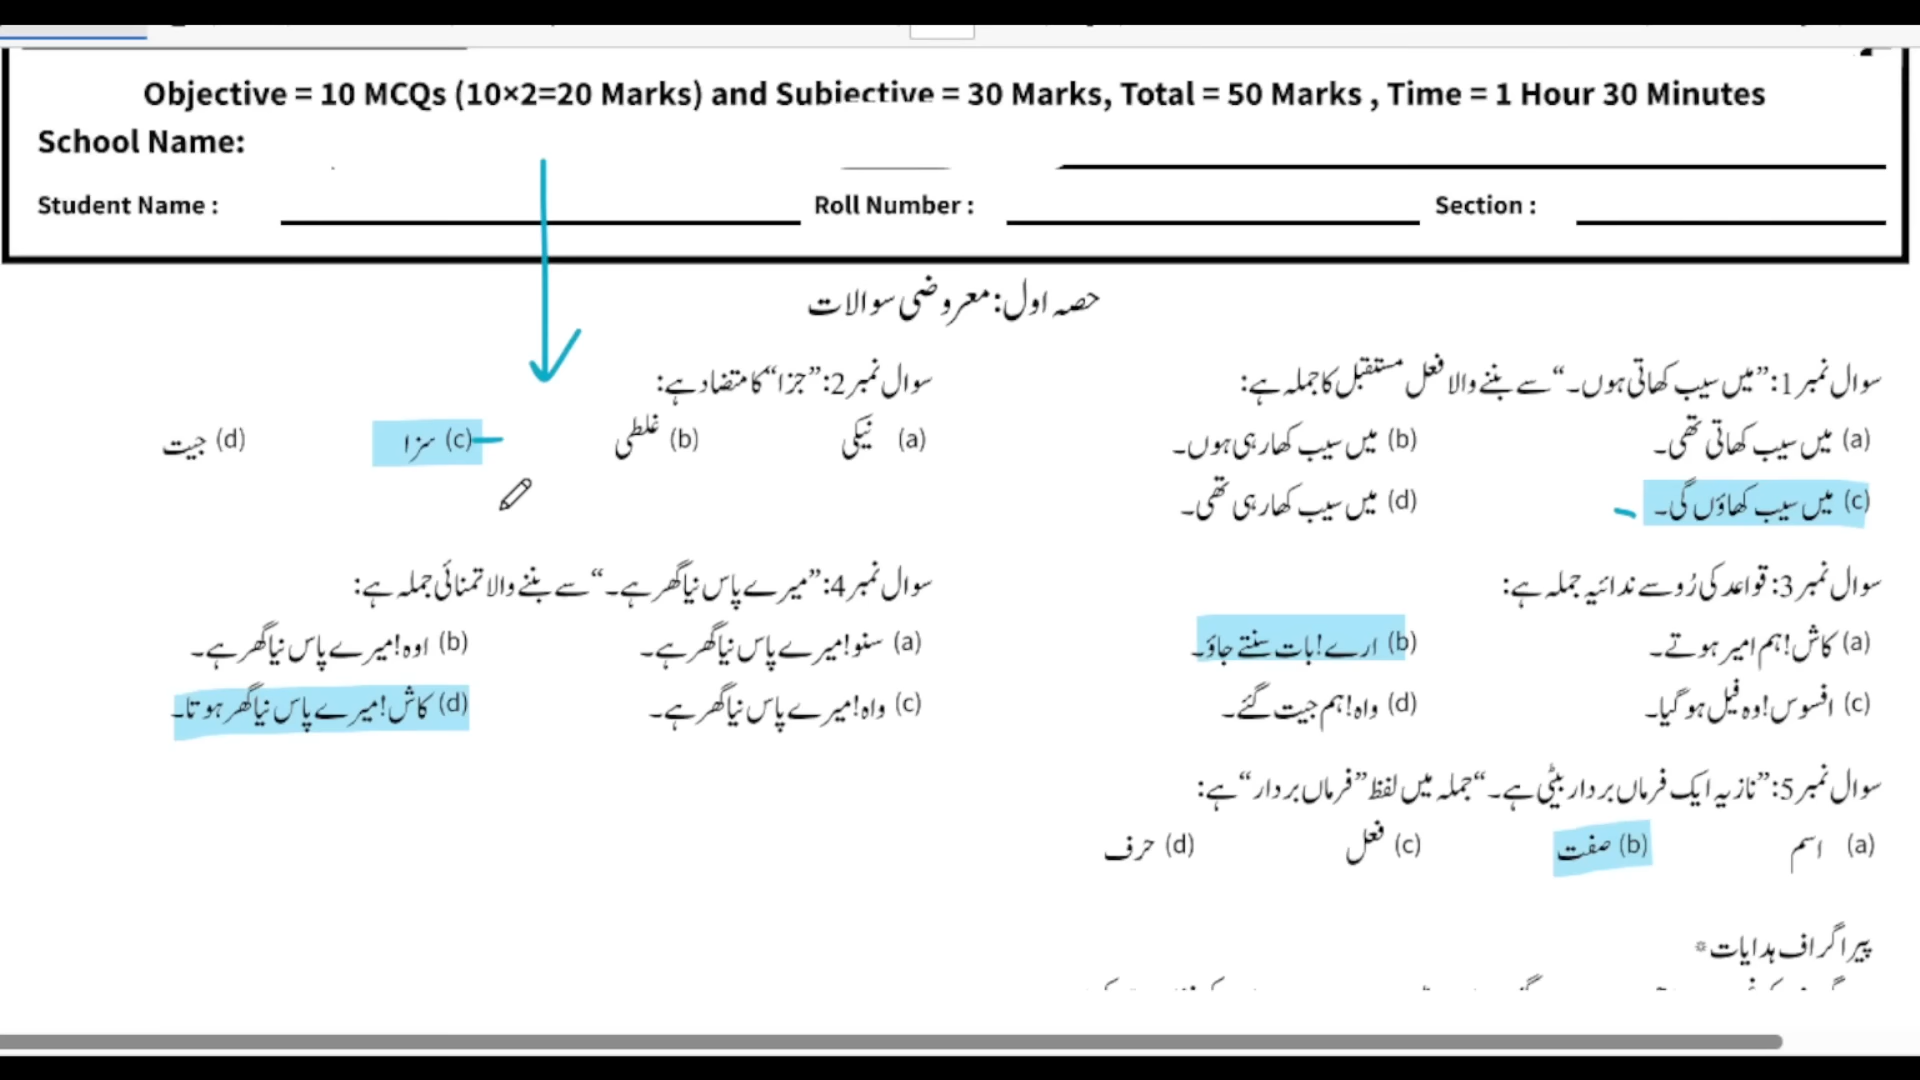 Objective = 10 MCQs (10×2=20 Marks) and Subjective = 30 Marks, Total = 50 Marks , Time = 1 Hour 30 Minutes
School Name:
Student Name : Roll Number : Section :
حصہ اول: معروضی سوالات
سوال نمبر 1: ”میں سیب کھاتی ہوں۔“ سے بننے والا فعل مستقبل کا جملہ ہے:
(a) میں سیب کھاتی تھی۔ (b) میں سیب کھا رہی ہوں۔
(c) میں سیب کھاؤں گی۔ (d) میں سیب کھا رہی تھی۔
سوال نمبر 2: ”جزا“ کا متضاد ہے:
(a) نیکی (b) غلطی (c) سزا (d) جیت
سوال نمبر 3: قواعد کی رُو سے ندائیہ جملہ ہے:
(a) کاش! ہم امیر ہوتے۔ (b) ارے! بات سنتے جاؤ۔
(c) افسوس! وہ فیل ہو گیا۔ (d) واہ! ہم جیت گئے۔
سوال نمبر 4: ”میرے پاس نیا گھر ہے۔“ سے بننے والا تمنائی جملہ ہے:
(a) سنو! میرے پاس نیا گھر ہے۔ (b) اوہ! میرے پاس نیا گھر ہے۔
(c) واہ! میرے پاس نیا گھر ہے۔ (d) کاش! میرے پاس نیا گھر ہوتا۔
سوال نمبر 5: ”نازیہ ایک فرماں بردار بیٹی ہے۔“ جملہ میں لفظ ”فرماں بردار“ ہے:
(a) اسم (b) صفت (c) فعل (d) حرف
پیراگراف ہدایات *